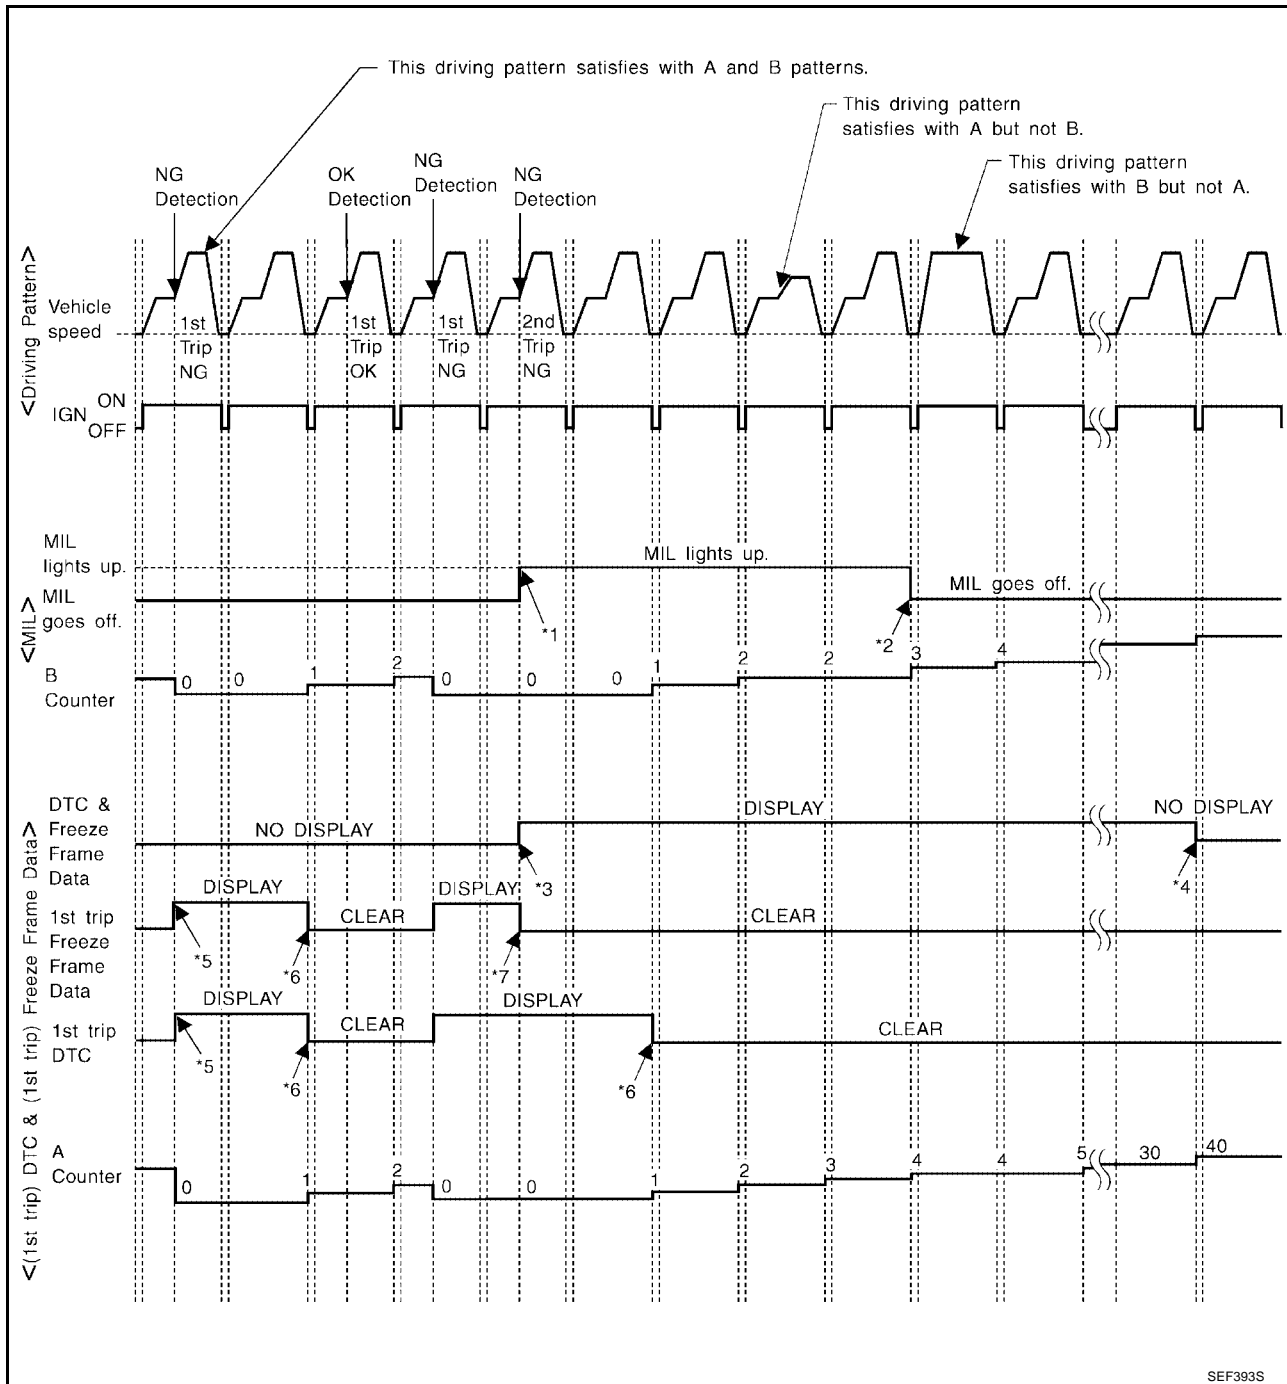 This driving pattern satisfies with A and B patterns.
This driving pattern
satisfies with A but not B.
This driving pattern
satisfies with B but not A.
NG
Detection
OK
Detection
NG
Detection
NG
Detection
<Driving Pattern>
Vehicle
speed
1st
Trip
NG
1st
Trip
OK
1st
Trip
NG
2nd
Trip
NG
IGN
ON
OFF
<MIL>
MIL
lights up.
MIL
goes off.
MIL lights up.
MIL goes off.
*1
*2
B
Counter
0 0 1 2 0 0 0 1 2 2 3 4
<(1st trip) DTC & (1st trip) Freeze Frame Data>
DTC &
Freeze
Frame
Data
NO DISPLAY
DISPLAY
NO DISPLAY
*3
*4
1st trip
Freeze
Frame
Data
DISPLAY
CLEAR
DISPLAY
CLEAR
*5
*6
*7
1st trip
DTC
DISPLAY
CLEAR
DISPLAY
CLEAR
*5
*6
*6
A
Counter
0 1 2 0 0 1 2 3 4 4 5 30 40
SEF393S